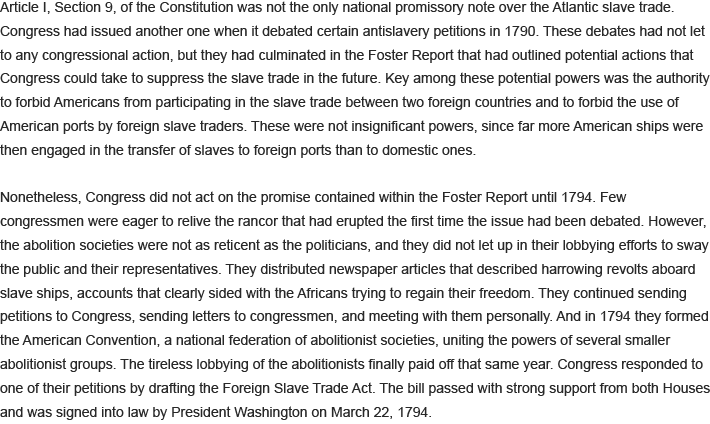 Article I, Section 9, of the Constitution was not the only national promissory note over the Atlantic slave trade.
Congress had issued another one when it debated certain antislavery petitions in 1790. These debates had not let
to any congressional action, but they had culminated in the Foster Report that had outlined potential actions that
Congress could take to suppress the slave trade in the future. Key among these potential powers was the authority
to forbid Americans from participating in the slave trade between two foreign countries and to forbid the use of
American ports by foreign slave traders. These were not insignificant powers, since far more American ships were
then engaged in the transfer of slaves to foreign ports than to domestic ones.

Nonetheless, Congress did not act on the promise contained within the Foster Report until 1794. Few
congressmen were eager to relive the rancor that had erupted the first time the issue had been debated. However,
the abolition societies were not as reticent as the politicians, and they did not let up in their lobbying efforts to sway
the public and their representatives. They distributed newspaper articles that described harrowing revolts aboard
slave ships, accounts that clearly sided with the Africans trying to regain their freedom. They continued sending
petitions to Congress, sending letters to congressmen, and meeting with them personally. And in 1794 they formed
the American Convention, a national federation of abolitionist societies, uniting the powers of several smaller
abolitionist groups. The tireless lobbying of the abolitionists finally paid off that same year. Congress responded to
one of their petitions by drafting the Foreign Slave Trade Act. The bill passed with strong support from both Houses
and was signed into law by President Washington on March 22, 1794.